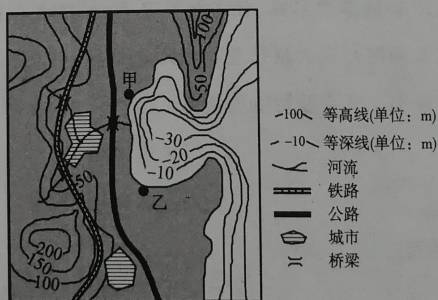 100
50
甲
-30
-20
-10
50
乙
200
150
100
-100- 等高线(单位：m)
-10- 等深线(单位：m)
河流
铁路
公路
城市
桥梁